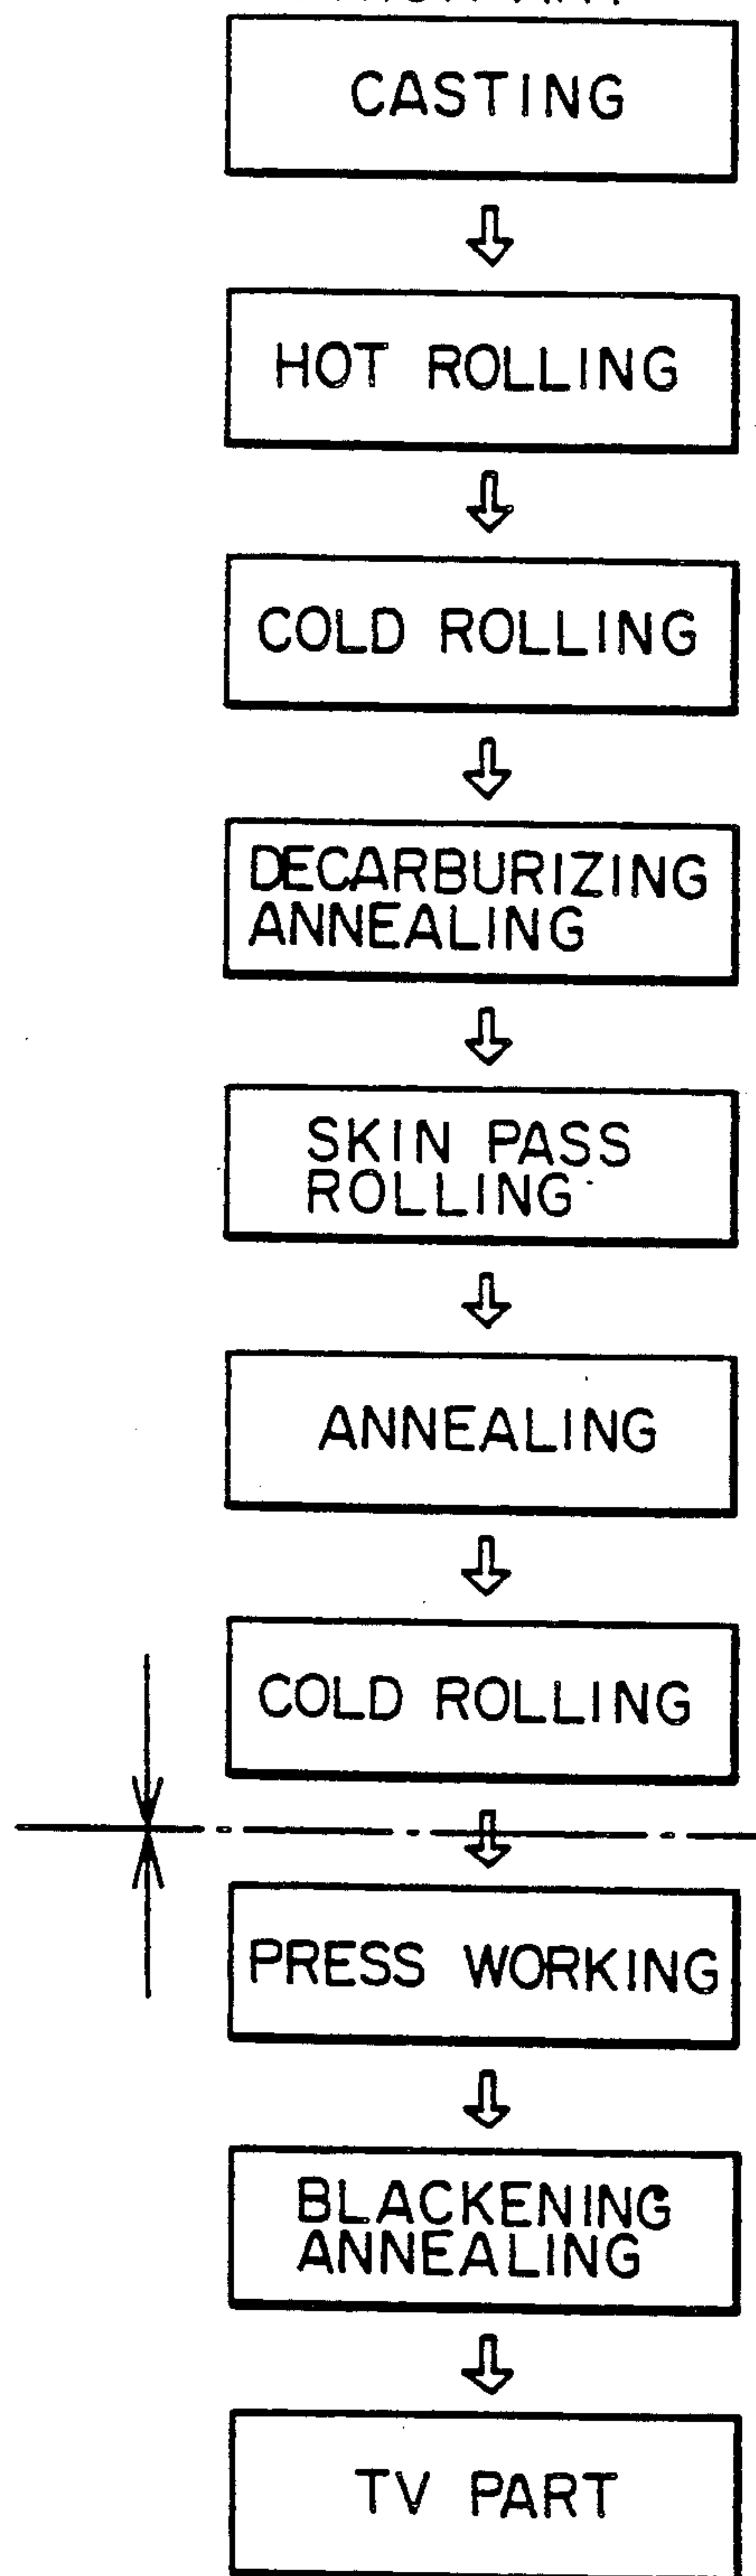 CASTING
HOT ROLLING
COLD ROLLING
DECARBURIZING
ANNEALING
SKIN PASS
ROLLING
ANNEALING
COLD ROLLING
PRESS WORKING
BLACKENING
ANNEALING
TV PART